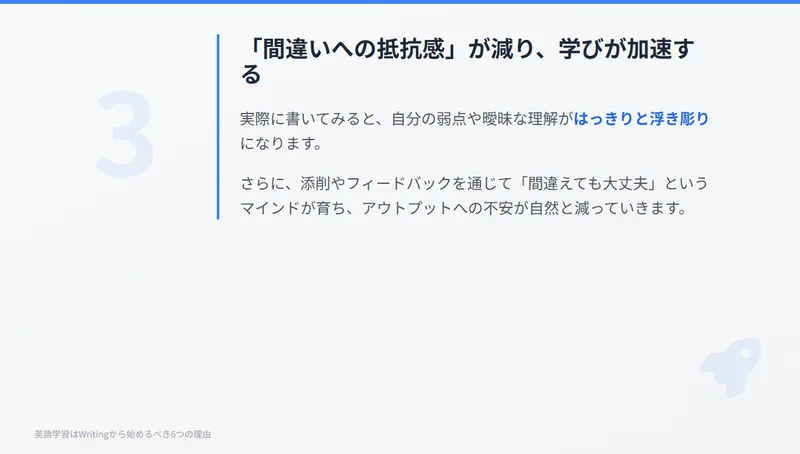 3
「間違いへの抵抗感」が減り、学びが加速す
る
実際に書いてみると、自分の弱点や曖昧な理解がはっきりと浮き彫り
になります。
さらに、添削やフィードバックを通じて「間違えても大丈夫」という
マインドが育ち、アウトプットへの不安が自然と減っていきます。
英語学習はWritingから始めるべき6つの理由